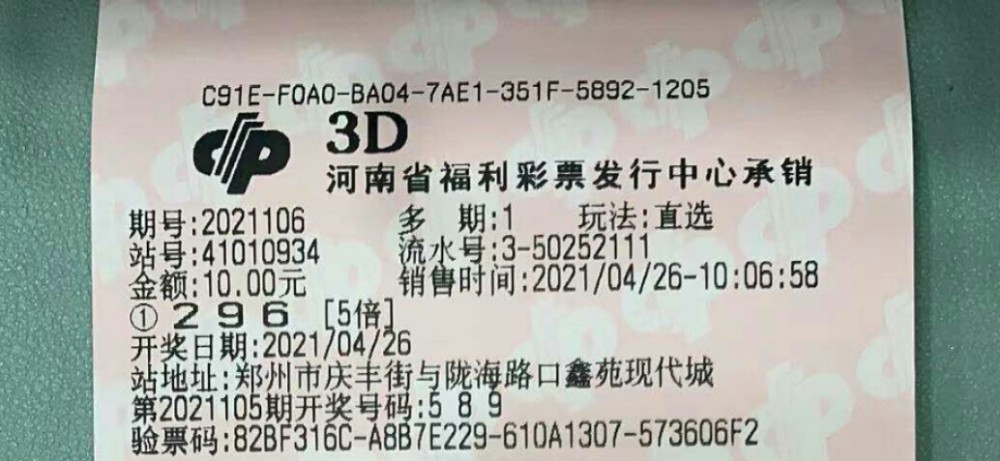 C91E-F0A0-BA04-7AE1-351F-5892-1205
3D
河南省福利彩票发行中心承销
期号:2021106 多 期:1 玩法:直选
站号:41010934 流水号:3-50252111
金额:10.00元 销售时间:2021/04/26-10:06:58
① 2 9 6 [5倍]
开奖日期:2021/04/26
站地址:郑州市庆丰街与陇海路口鑫苑现代城
第2021105期开奖号码:5 8 9
验票码:82BF316C-A8B7E229-610A1307-573606F2